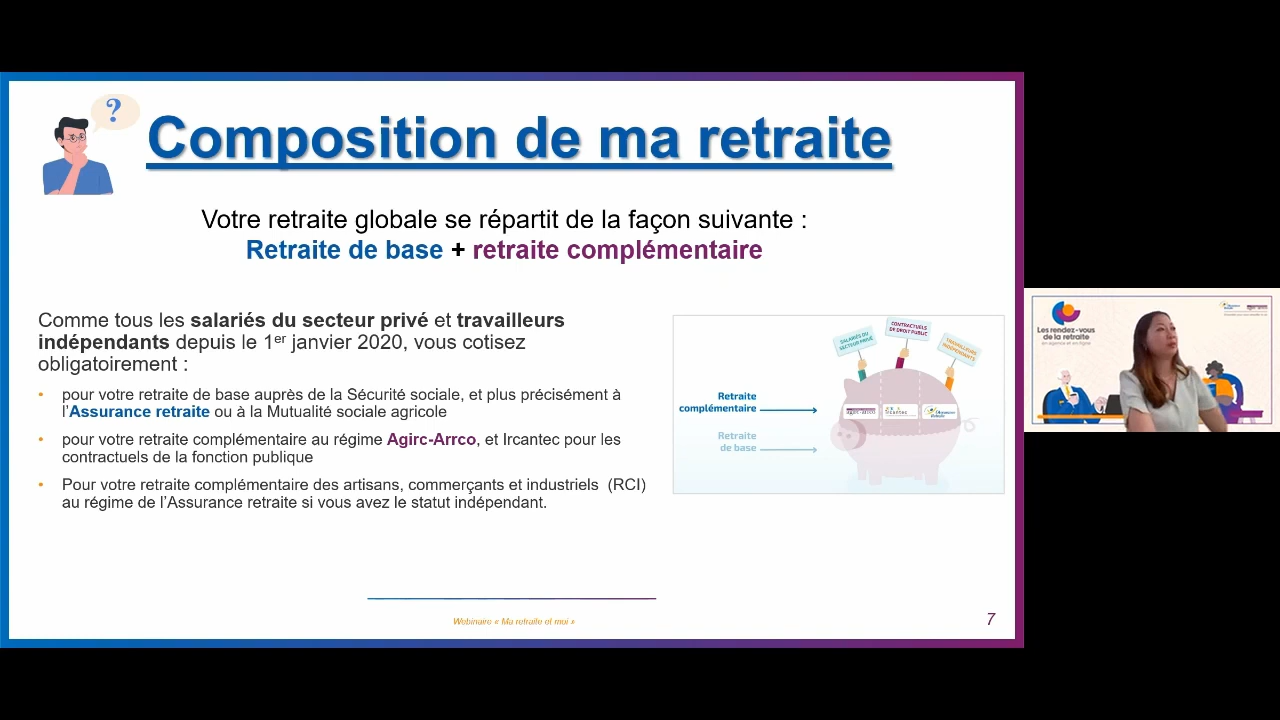 ?
Composition de ma retraite
Votre retraite globale se répartit de la façon suivante :
Retraite de base + retraite complémentaire
Comme tous les salariés du secteur privé et travailleurs
indépendants depuis le 1er janvier 2020, vous cotisez
obligatoirement :
• pour votre retraite de base auprès de la Sécurité sociale, et plus précisément à
l’Assurance retraite ou à la Mutualité sociale agricole
• pour votre retraite complémentaire au régime Agirc-Arrco, et Ircantec pour les
contractuels de la fonction publique
• Pour votre retraite complémentaire des artisans, commerçants et industriels (RCI)
au régime de l’Assurance retraite si vous avez le statut indépendant.
SALARIÉS DU
SECTEUR PRIVÉ
CONTRACTUELS
DE DROIT PUBLIC
TRAVAILLEURS
INDÉPENDANTS
Retraite
complémentaire
agirc-arrco
ircantec
Retraite
de base
Webinaire « Ma retraite et moi »
7
Les rendez-vous
de la retraite
en agence et en ligne